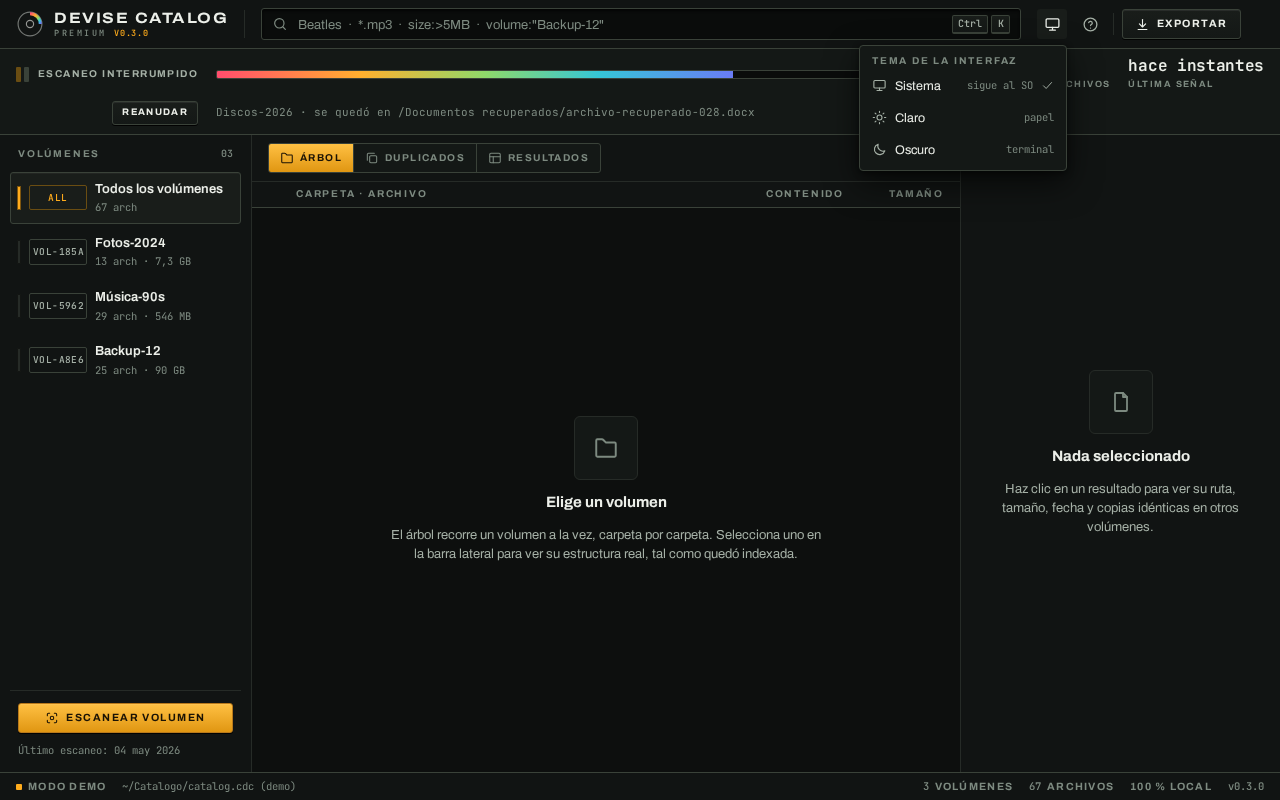 DEVISE CATALOG
PREMIUM V0.3.0
Beatles · *.mp3 · size:>5MB · volume:"Backup-12"
Ctrl K
EXPORTAR
TEMA DE LA INTERFAZ
Sistema sigue al SO
Claro papel
Oscuro terminal
ESCANEO INTERRUMPIDO
hace instantes
CHIVOS ÚLTIMA SEÑAL
REANUDAR
Discos-2026 · se quedó en /Documentos recuperados/archivo-recuperado-028.docx
VOLÚMENES 03
ALL
Todos los volúmenes
67 arch
VOL-185A
Fotos-2024
13 arch · 7,3 GB
VOL-5962
Música-90s
29 arch · 546 MB
VOL-A8E6
Backup-12
25 arch · 90 GB
ESCANEAR VOLUMEN
Último escaneo: 04 may 2026
ÁRBOL
DUPLICADOS
RESULTADOS
CARPETA · ARCHIVO CONTENIDO TAMAÑO
Elige un volumen
El árbol recorre un volumen a la vez, carpeta por carpeta. Selecciona uno en
la barra lateral para ver su estructura real, tal como quedó indexada.
Nada seleccionado
Haz clic en un resultado para ver su ruta,
tamaño, fecha y copias idénticas en otros
volúmenes.
MODO DEMO ~/Catalogo/catalog.cdc (demo)
3 VOLÚMENES 67 ARCHIVOS 100 % LOCAL v0.3.0